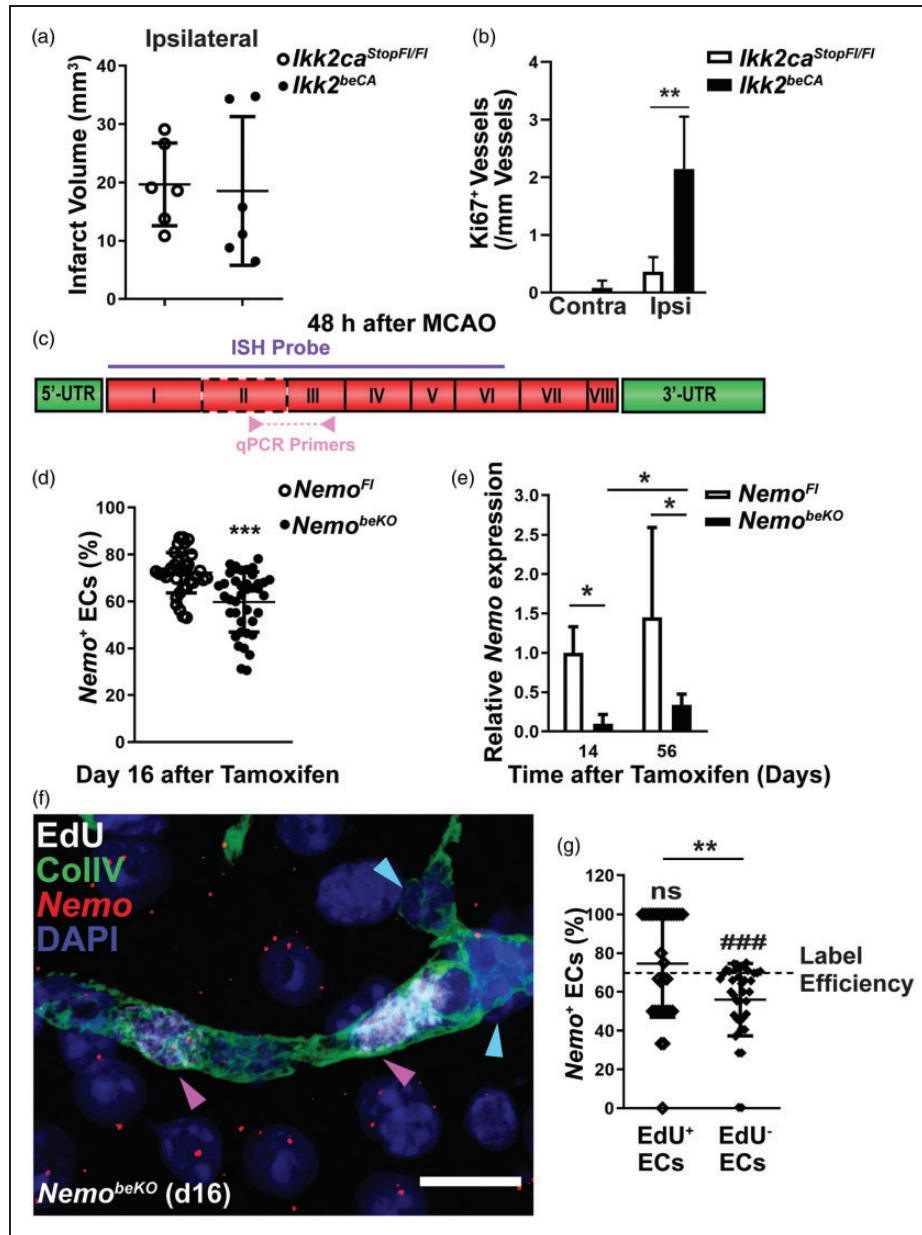 (a)
Ipsilateral
Ikk2ca^StopFl/Fl
Ikk2^beCA
Infarct Volume (mm³)
40
30
20
10
0
(b)
Ikk2ca^StopFl/Fl
Ikk2^beCA
Ki67⁺ Vessels
(/mm Vessels)
4
3
2
1
0
**
Contra Ipsi
48 h after MCAO
(c)
ISH Probe
5'-UTR I II III IV V VI VII VIII 3'-UTR
qPCR Primers
(d)
Nemo^Fl
Nemo^beKO
Nemo⁺ ECs (%)
100
80
60
40
20
0
***
Day 16 after Tamoxifen
(e)
Nemo^Fl
Nemo^beKO
Relative Nemo expression
3.0
2.5
2.0
1.5
1.0
0.5
0.0
*
*
*
14 56
Time after Tamoxifen (Days)
(f)
EdU
CollV
Nemo
DAPI
Nemo^beKO (d16)
(g)
**
Nemo⁺ ECs (%)
120
100
80
60
40
20
0
ns
###
Label
Efficiency
EdU⁺ EdU⁻
ECs ECs